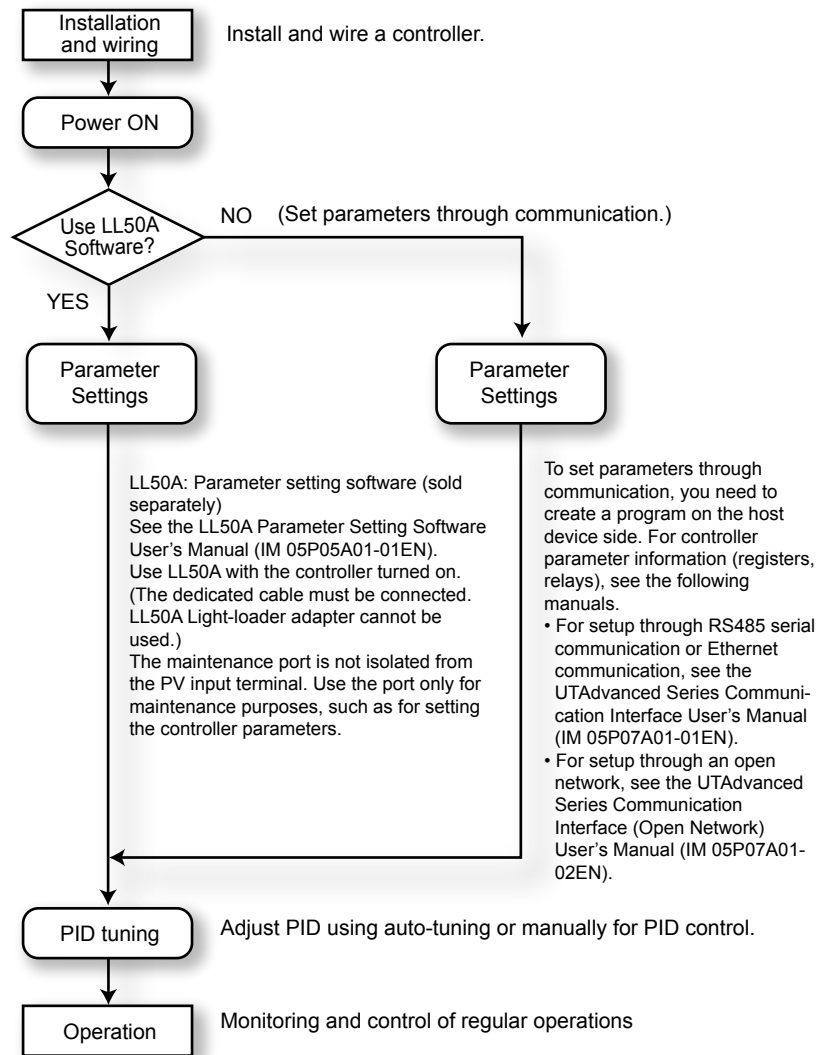 Installation
and wiring
Install and wire a controller.
Power ON
Use LL50A
Software?
NO (Set parameters through communication.)
YES
Parameter
Settings
Parameter
Settings
LL50A: Parameter setting software (sold
separately)
See the LL50A Parameter Setting Software
User's Manual (IM 05P05A01-01EN).
Use LL50A with the controller turned on.
(The dedicated cable must be connected.
LL50A Light-loader adapter cannot be
used.)
The maintenance port is not isolated from
the PV input terminal. Use the port only for
maintenance purposes, such as for setting
the controller parameters.
To set parameters through
communication, you need to
create a program on the host
device side. For controller
parameter information (registers,
relays), see the following
manuals.
• For setup through RS485 serial
communication or Ethernet
communication, see the
UTAdvanced Series Communi-
cation Interface User's Manual
(IM 05P07A01-01EN).
• For setup through an open
network, see the UTAdvanced
Series Communication
Interface (Open Network)
User's Manual (IM 05P07A01-
02EN).
PID tuning
Adjust PID using auto-tuning or manually for PID control.
Operation
Monitoring and control of regular operations